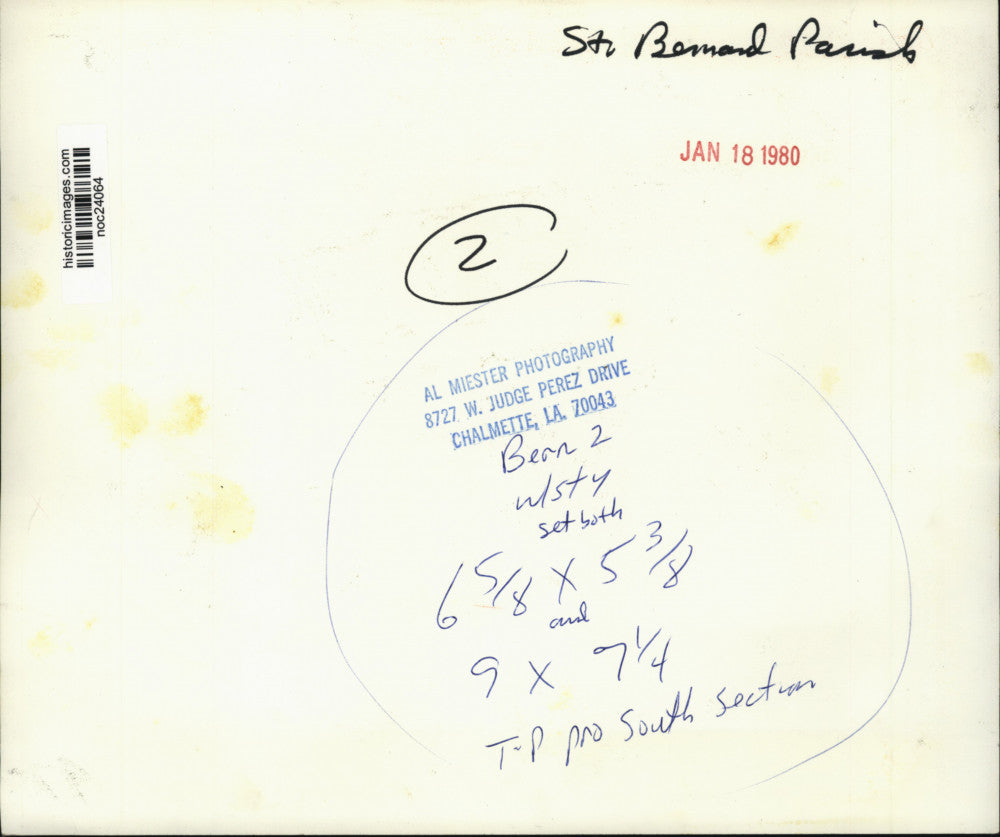 St. Bernard Parish
JAN 18 1980
historicimages.com
noc24064
2
AL MIESTER PHOTOGRAPHY
8727 W. JUDGE PEREZ DRIVE
CHALMETTE, LA. 70043
Bern 2
w/sty
set both
6 5/8 x 5 3/8
and
9 x 7 1/4
T-P pro South Section